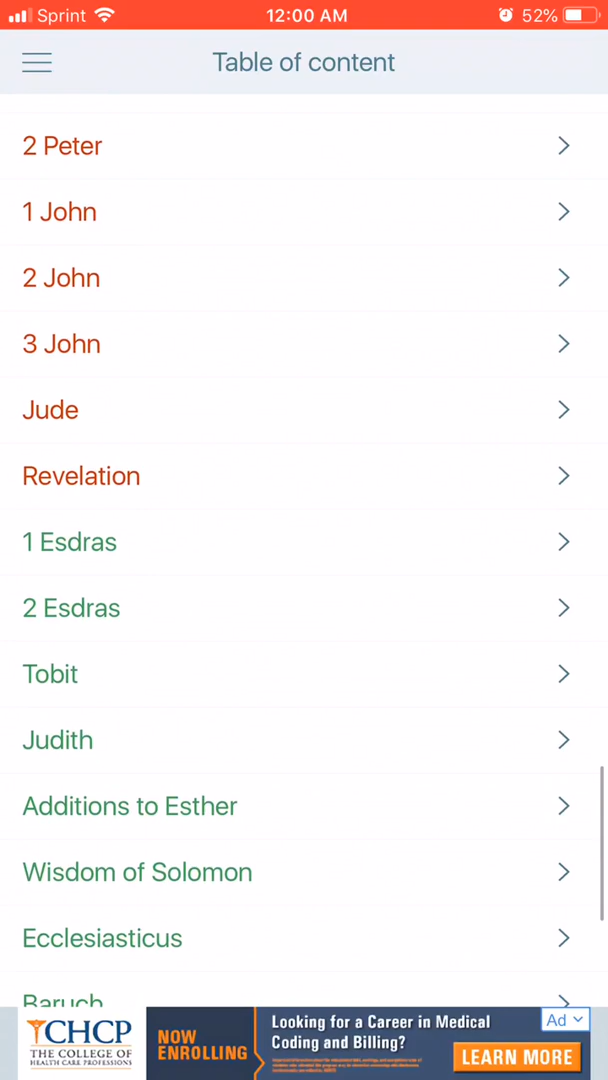 Sprint 12:00 AM 52%
Table of content
2 Peter
1 John
2 John
3 John
Jude
Revelation
1 Esdras
2 Esdras
Tobit
Judith
Additions to Esther
Wisdom of Solomon
Ecclesiasticus
Baruch
CHCP
THE COLLEGE OF
HEALTH CARE PROFESSIONS
NOW
ENROLLING
Looking for a Career in Medical
Coding and Billing?
LEARN MORE
Ad